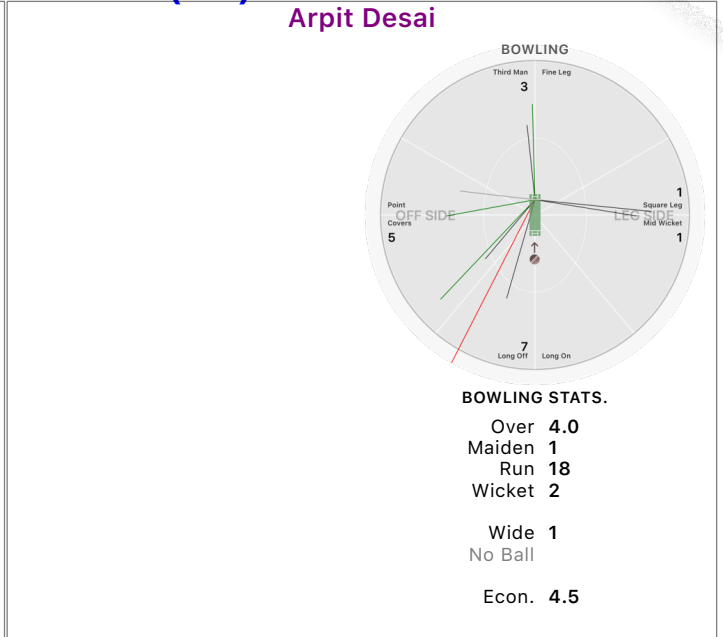 Arpit Desai
BOWLING
Third Man Fine Leg
3
1
Point Square Leg
OFF SIDE LEG SIDE
Covers Mid Wicket
5 1
7
Long Off Long On
BOWLING STATS.
Over 4.0
Maiden 1
Run 18
Wicket 2
Wide 1
No Ball
Econ. 4.5